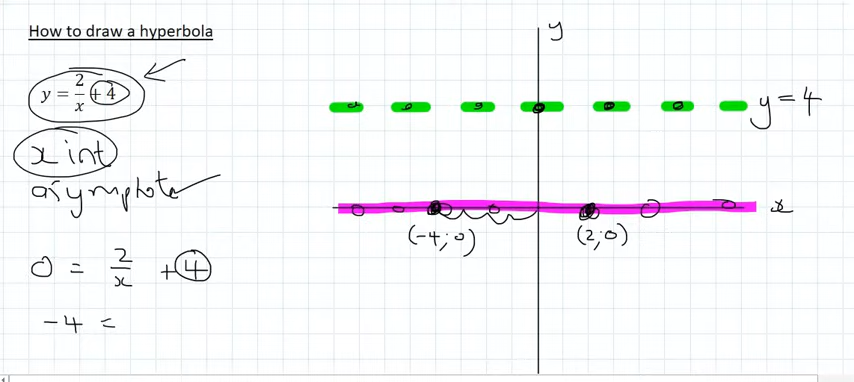 How to draw a hyperbola
y = 2/x + 4
x int
asymptote
0 = 2/x + 4
-4 =
y
y = 4
x
(-4;0)
(2;0)